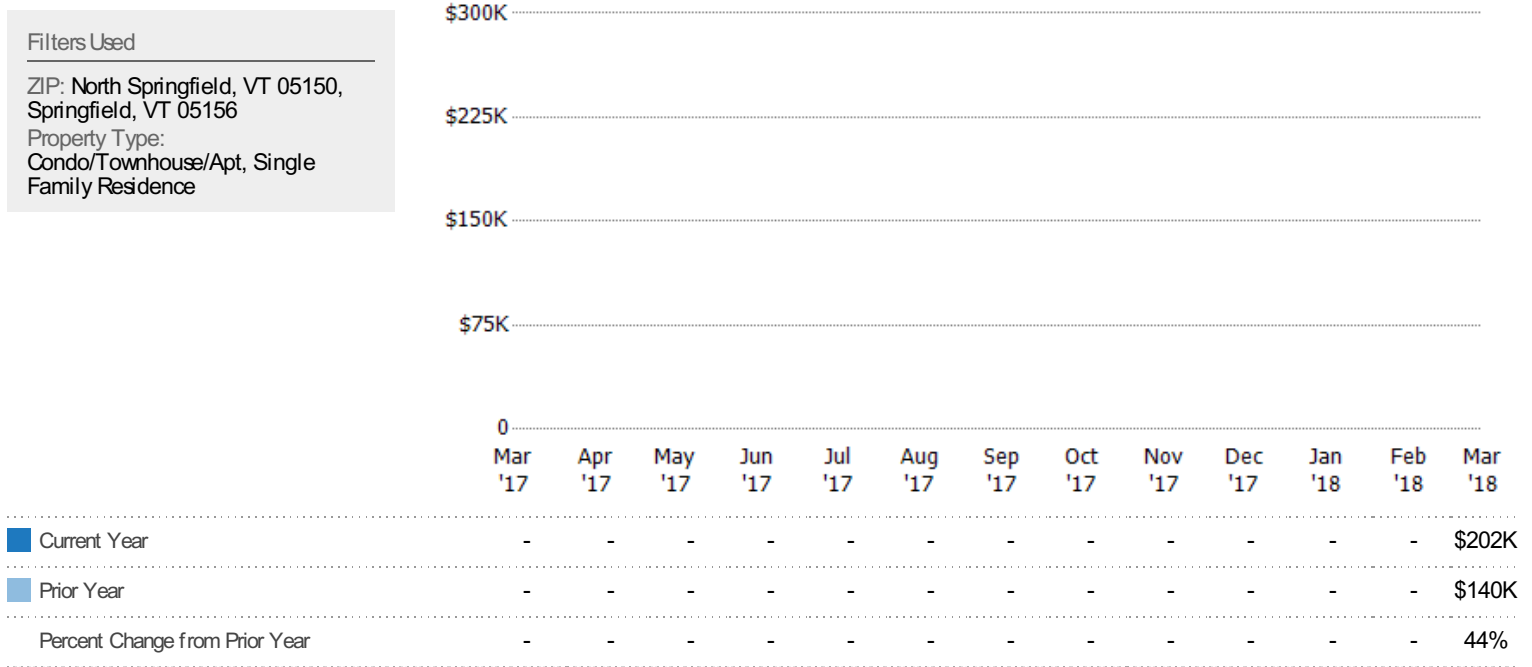 Filters Used
ZIP: North Springfield, VT 05150,
Springfield, VT 05156
Property Type:
Condo/Townhouse/Apt, Single
Family Residence
$300K
$225K
$150K
$75K
0
Mar Apr May Jun Jul Aug Sep Oct Nov Dec Jan Feb Mar
'17 '17 '17 '17 '17 '17 '17 '17 '17 '17 '18 '18 '18
Current Year - - - - - - - - - - - - $202K
Prior Year - - - - - - - - - - - - $140K
Percent Change from Prior Year - - - - - - - - - - - - 44%